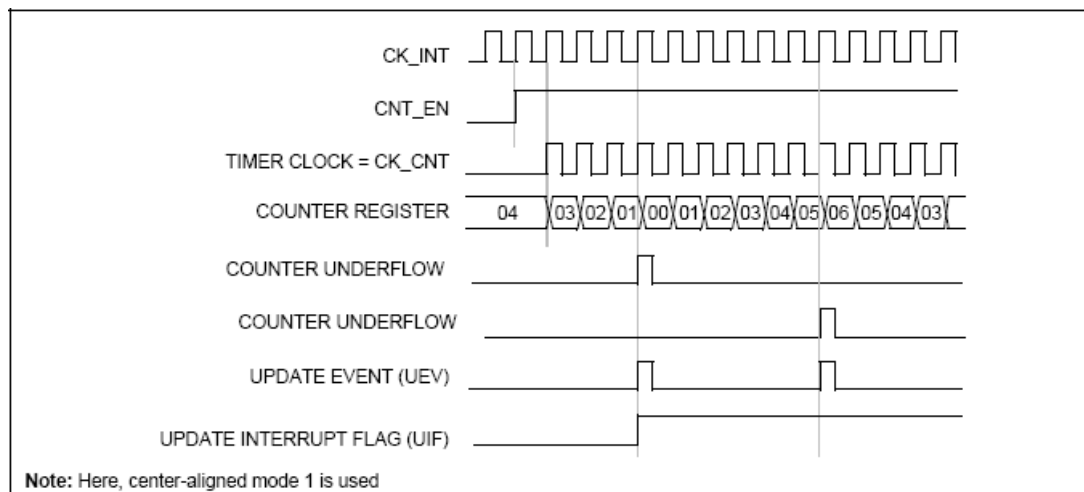 CK_INT
CNT_EN
TIMER CLOCK = CK_CNT
COUNTER REGISTER 04 03 02 01 00 01 02 03 04 05 06 05 04 03
COUNTER UNDERFLOW
COUNTER UNDERFLOW
UPDATE EVENT (UEV)
UPDATE INTERRUPT FLAG (UIF)
Note: Here, center-aligned mode 1 is used